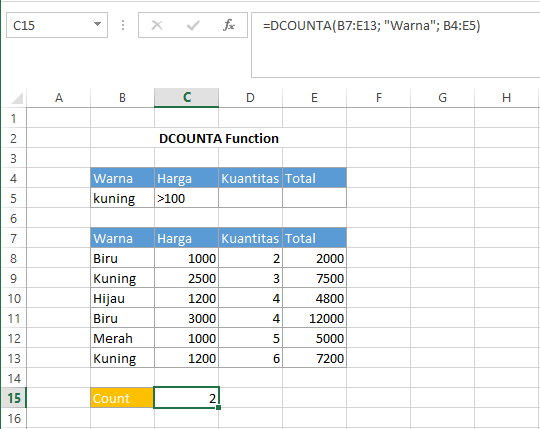 C15 fx =DCOUNTA(B7:E13; "Warna"; B4:E5)
A B C D E F G H
1
2 DCOUNTA Function
3
4 Warna Harga Kuantitas Total
5 kuning >100
6
7 Warna Harga Kuantitas Total
8 Biru 1000 2 2000
9 Kuning 2500 3 7500
10 Hijau 1200 4 4800
11 Biru 3000 4 12000
12 Merah 1000 5 5000
13 Kuning 1200 6 7200
14
15 Count 2
16